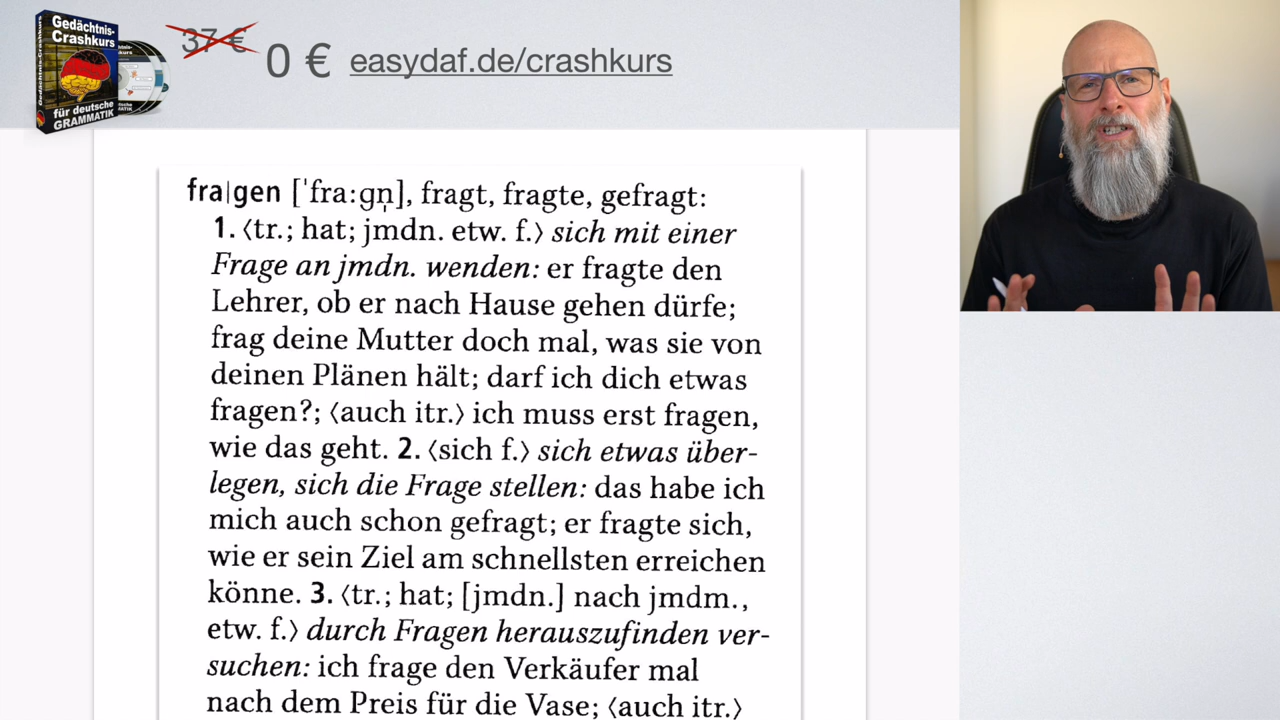 Gedächtnis-
Crashkurs
für deutsche
GRAMMATIK
37 €
0 €
easydaf.de/crashkurs
fra|gen [ˈfra:gn̩], fragt, fragte, gefragt:
1. ⟨tr.; hat; jmdn. etw. f.⟩ sich mit einer
Frage an jmdn. wenden: er fragte den
Lehrer, ob er nach Hause gehen dürfe;
frag deine Mutter doch mal, was sie von
deinen Plänen hält; darf ich dich etwas
fragen?; ⟨auch itr.⟩ ich muss erst fragen,
wie das geht. 2. ⟨sich f.⟩ sich etwas über-
legen, sich die Frage stellen: das habe ich
mich auch schon gefragt; er fragte sich,
wie er sein Ziel am schnellsten erreichen
könne. 3. ⟨tr.; hat; [jmdn.] nach jmdm.,
etw. f.⟩ durch Fragen herauszufinden ver-
suchen: ich frage den Verkäufer mal
nach dem Preis für die Vase; ⟨auch itr.⟩